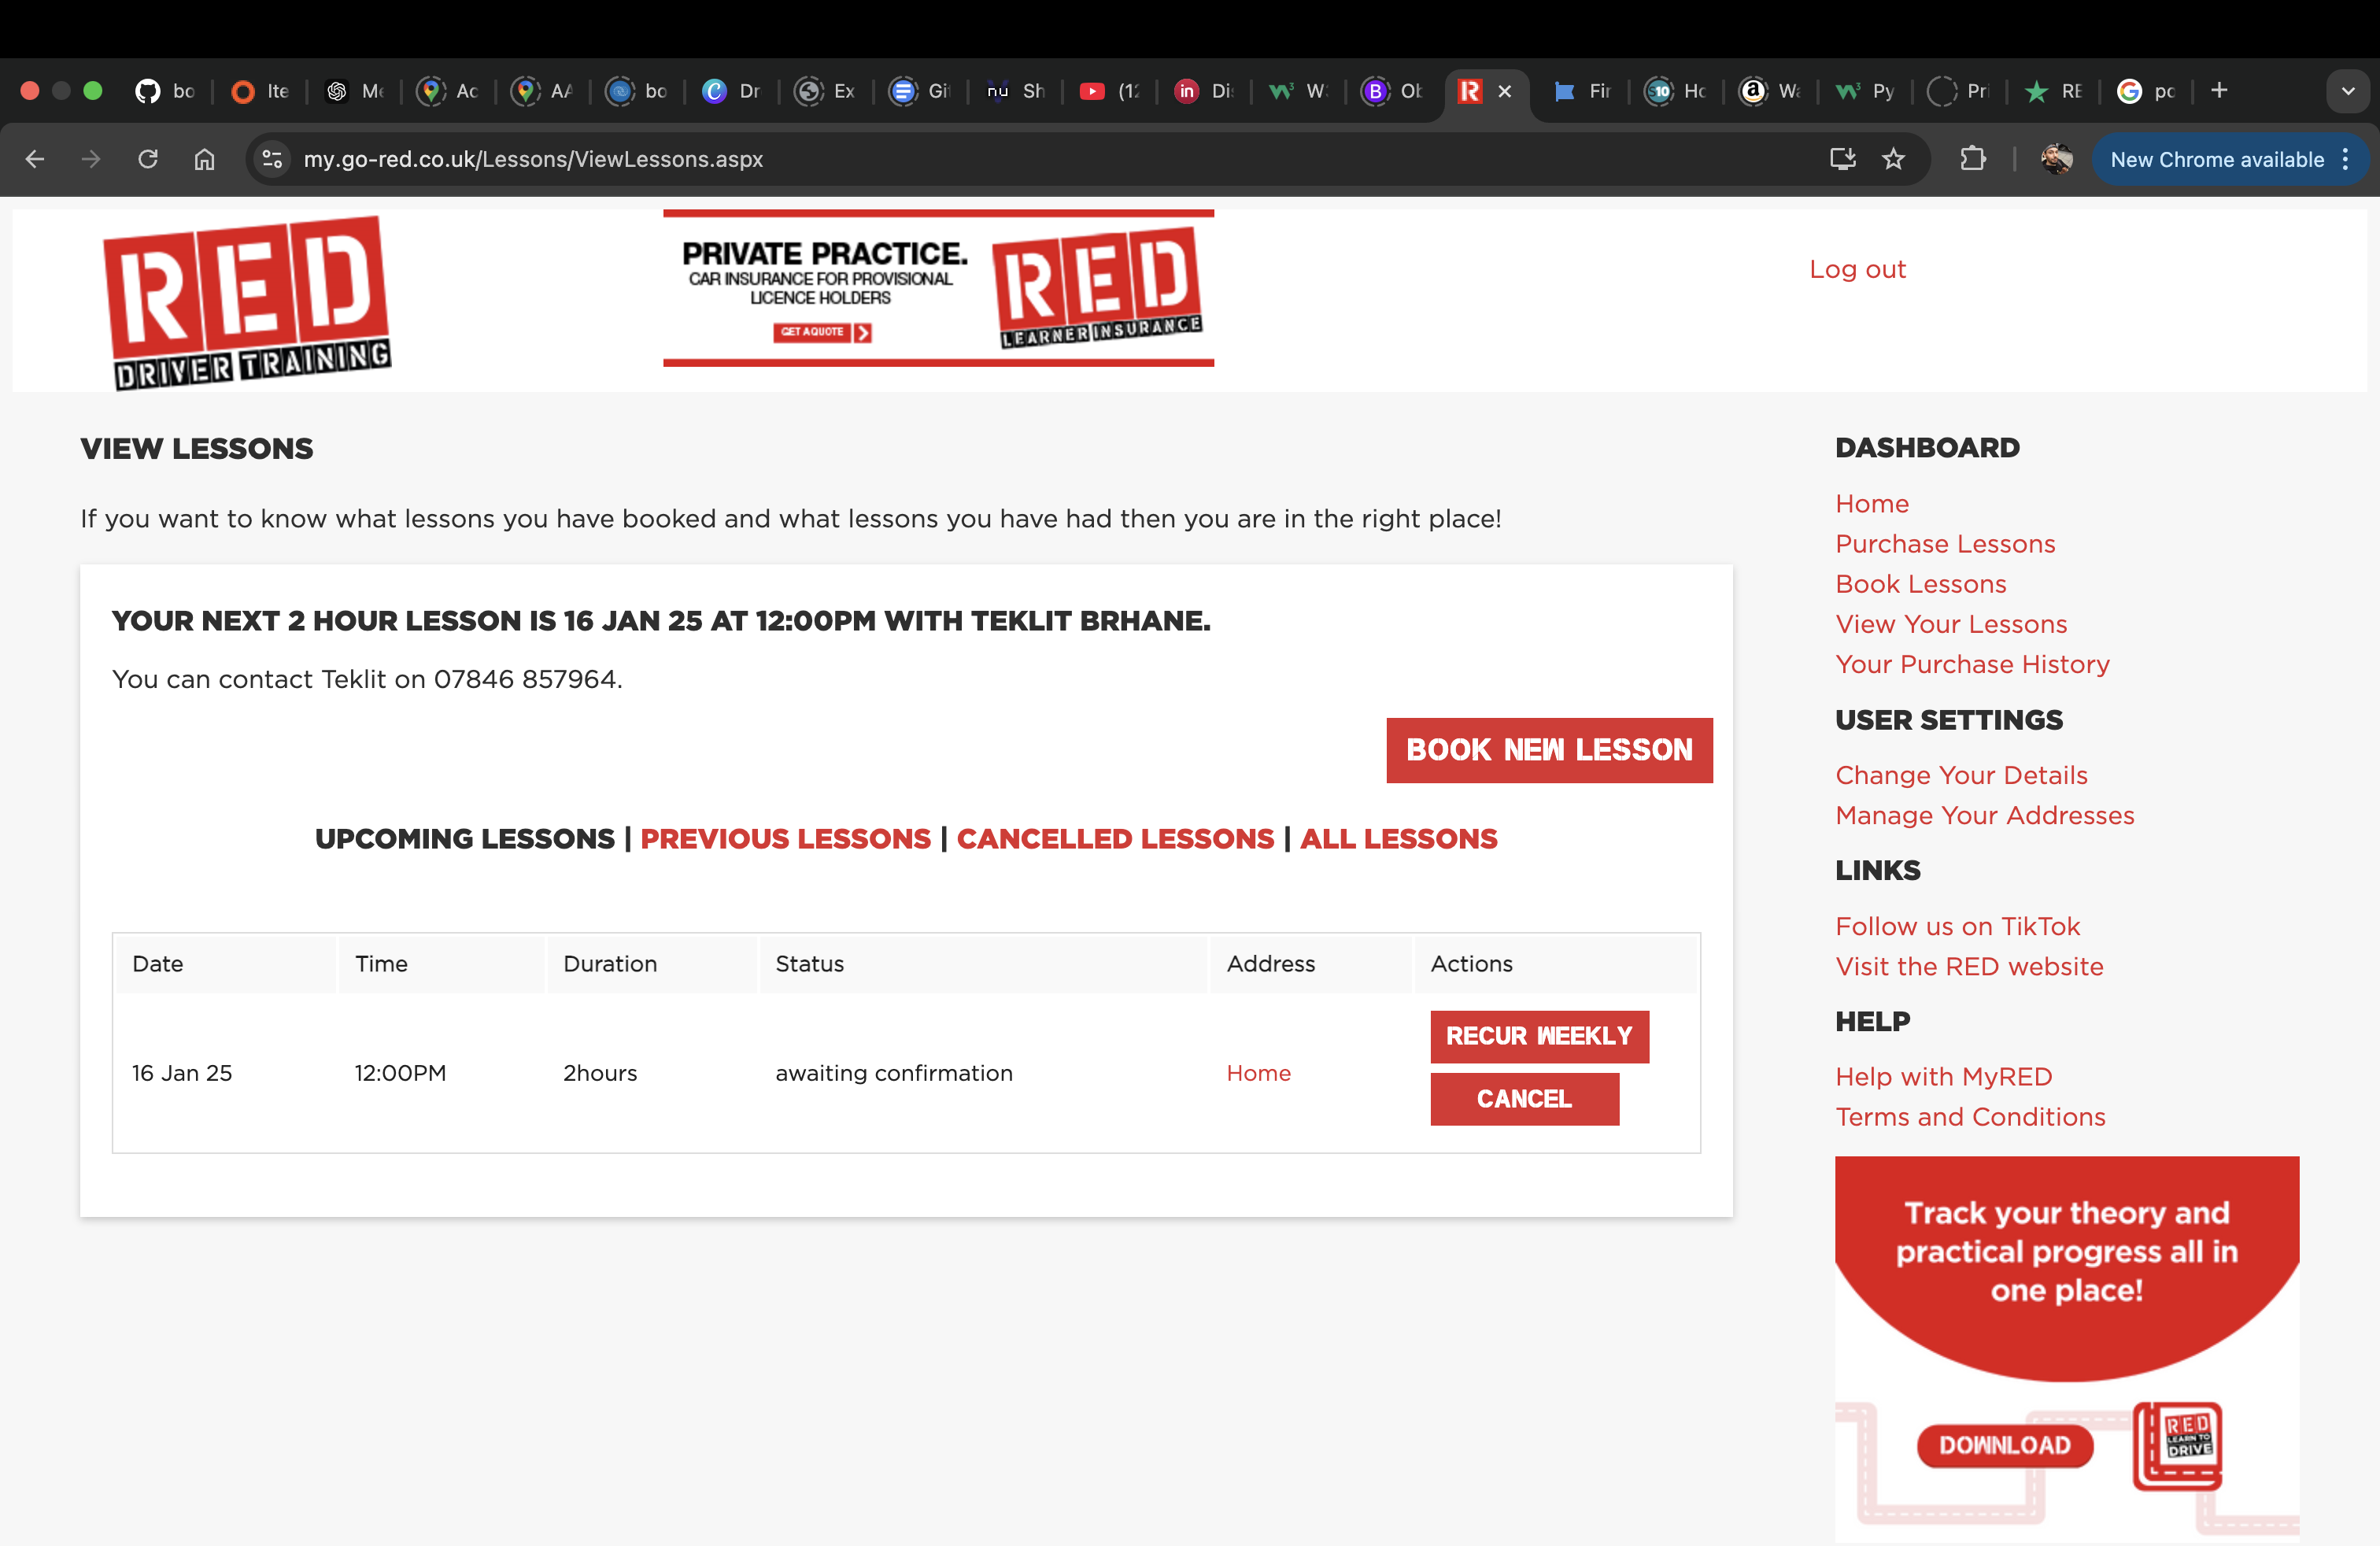 bo
Ite
Me
Ac
AA
bo
Dr
Ex
Gi
nu
Sh
(12
in
Di
W
B
Ob
R
Fir
10
Ho
a
Wa
Py
Pri
RE
G
po
my.go-red.co.uk/Lessons/ViewLessons.aspx
New Chrome available
RED
DRIVER TRAINING
PRIVATE PRACTICE.
CAR INSURANCE FOR PROVISIONAL
LICENCE HOLDERS
GET A QUOTE
RED
LEARNER INSURANCE
Log out
VIEW LESSONS
If you want to know what lessons you have booked and what lessons you have had then you are in the right place!
YOUR NEXT 2 HOUR LESSON IS 16 JAN 25 AT 12:00PM WITH TEKLIT BRHANE.
You can contact Teklit on 07846 857964.
BOOK NEW LESSON
UPCOMING LESSONS | PREVIOUS LESSONS | CANCELLED LESSONS | ALL LESSONS
Date Time Duration Status Address Actions
16 Jan 25 12:00PM 2hours awaiting confirmation Home
RECUR WEEKLY
CANCEL
DASHBOARD
Home
Purchase Lessons
Book Lessons
View Your Lessons
Your Purchase History
USER SETTINGS
Change Your Details
Manage Your Addresses
LINKS
Follow us on TikTok
Visit the RED website
HELP
Help with MyRED
Terms and Conditions
Track your theory and
practical progress all in
one place!
DOWNLOAD
RED
LEARN TO
DRIVE